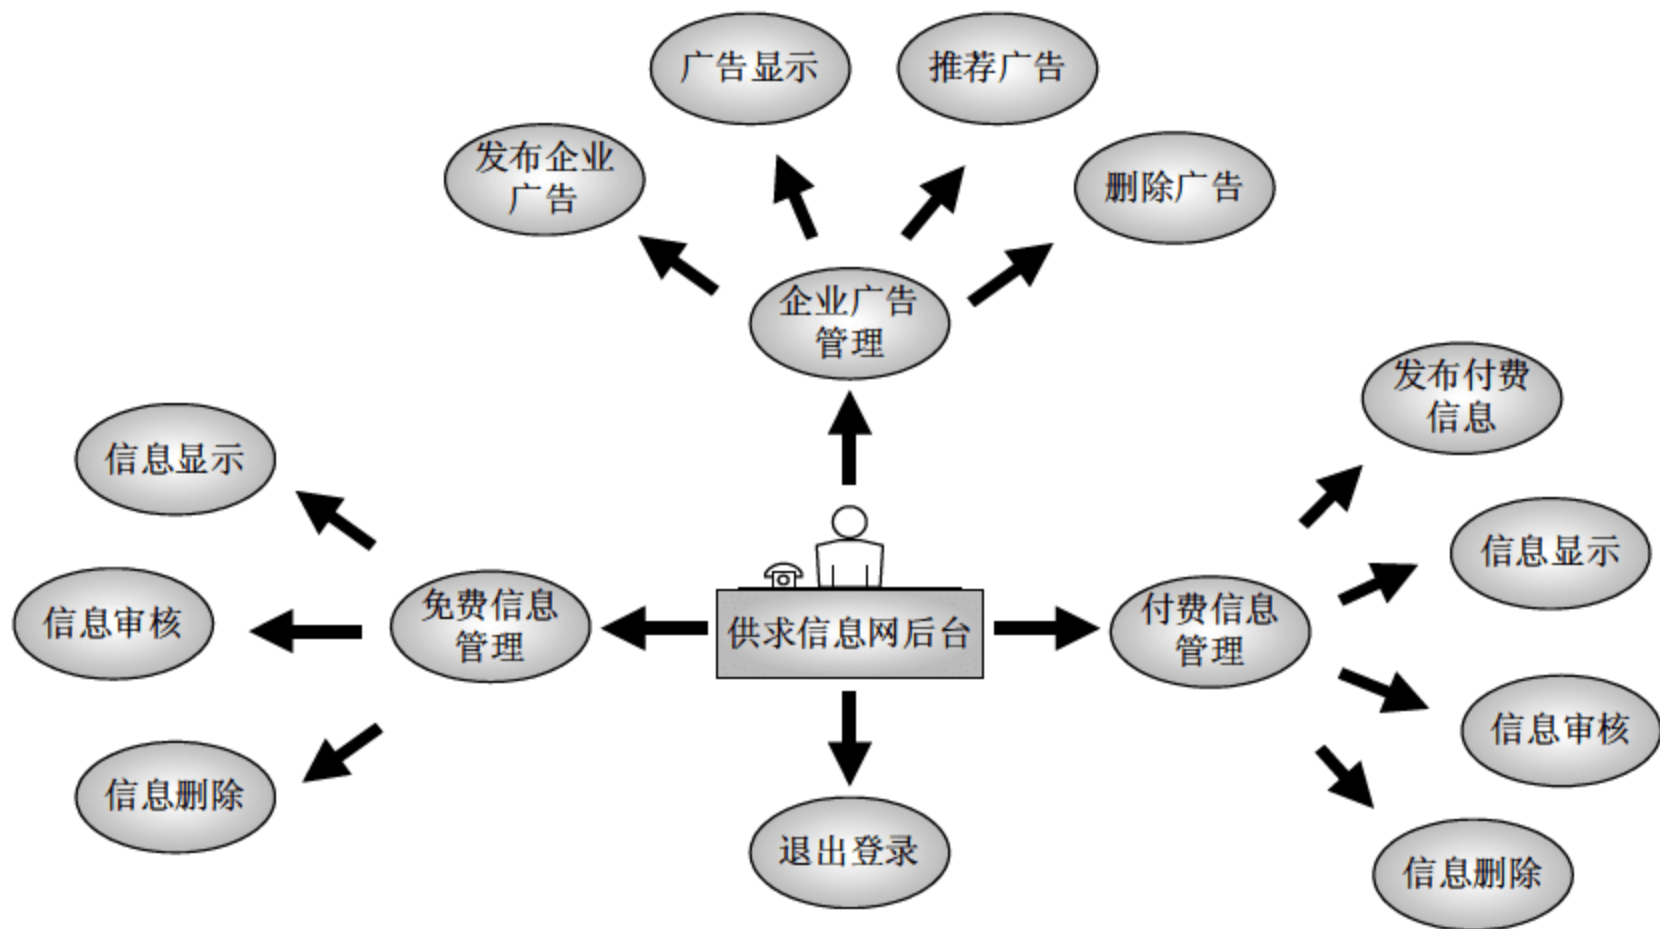 广告显示
推荐广告
发布企业
广告
删除广告
企业广告
管理
发布付费
信息
信息显示
信息显示
免费信息
管理
信息审核
供求信息网后台
付费信息
管理
信息审核
信息删除
退出登录
信息删除